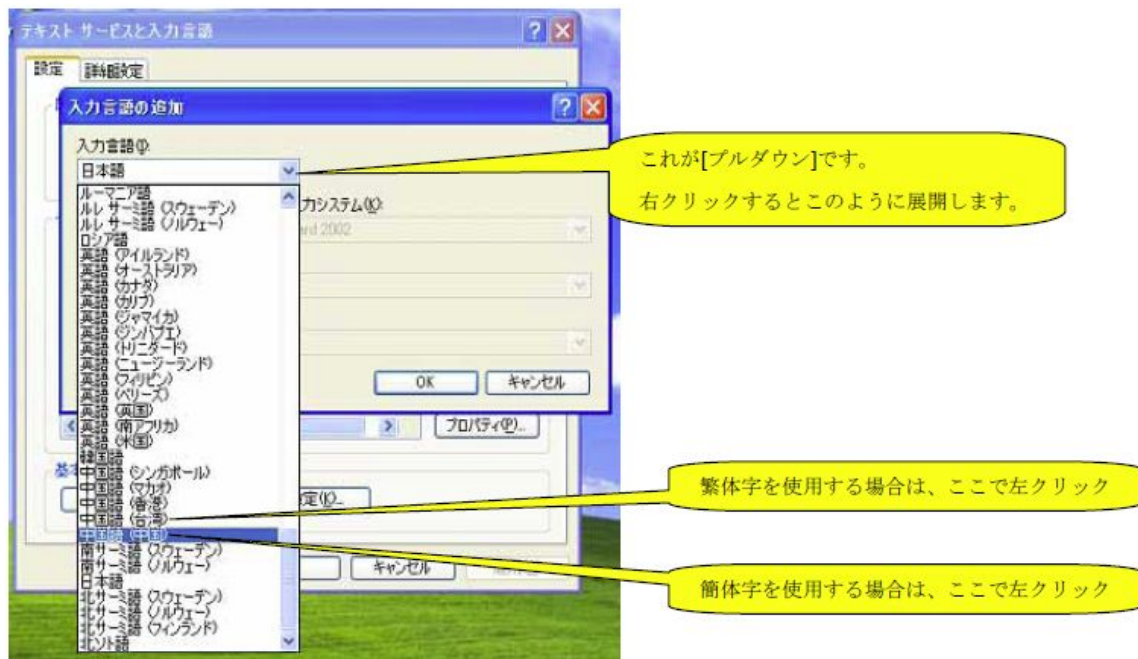 テキスト サービスと入力言語
設定 詳細設定
入力言語の追加
入力言語(I):
日本語
ルーマニア語
ルレ サーミ語 (スウェーデン)
ルレ サーミ語 (ノルウェー)
ロシア語
英語 (アイルランド)
英語 (オーストラリア)
英語 (カナダ)
英語 (カリブ)
英語 (ジャマイカ)
英語 (ジンバブエ)
英語 (トリニダード)
英語 (ニュージーランド)
英語 (フィリピン)
英語 (ベリーズ)
英語 (英国)
英語 (南アフリカ)
英語 (米国)
韓国語
中国語 (シンガポール)
中国語 (マカオ)
中国語 (香港)
中国語 (台湾)
中国語 (中国)
南サーミ語 (スウェーデン)
南サーミ語 (ノルウェー)
日本語
北サーミ語 (スウェーデン)
北サーミ語 (ノルウェー)
北サーミ語 (フィンランド)
北ソト語
力システム(K):
ard 2002
OK キャンセル
プロパティ(P)...
基本
定(K)...
キャンセル
これが[プルダウン]です。
右クリックするとこのように展開します。
繁体字を使用する場合は、ここで左クリック
簡体字を使用する場合は、ここで左クリック